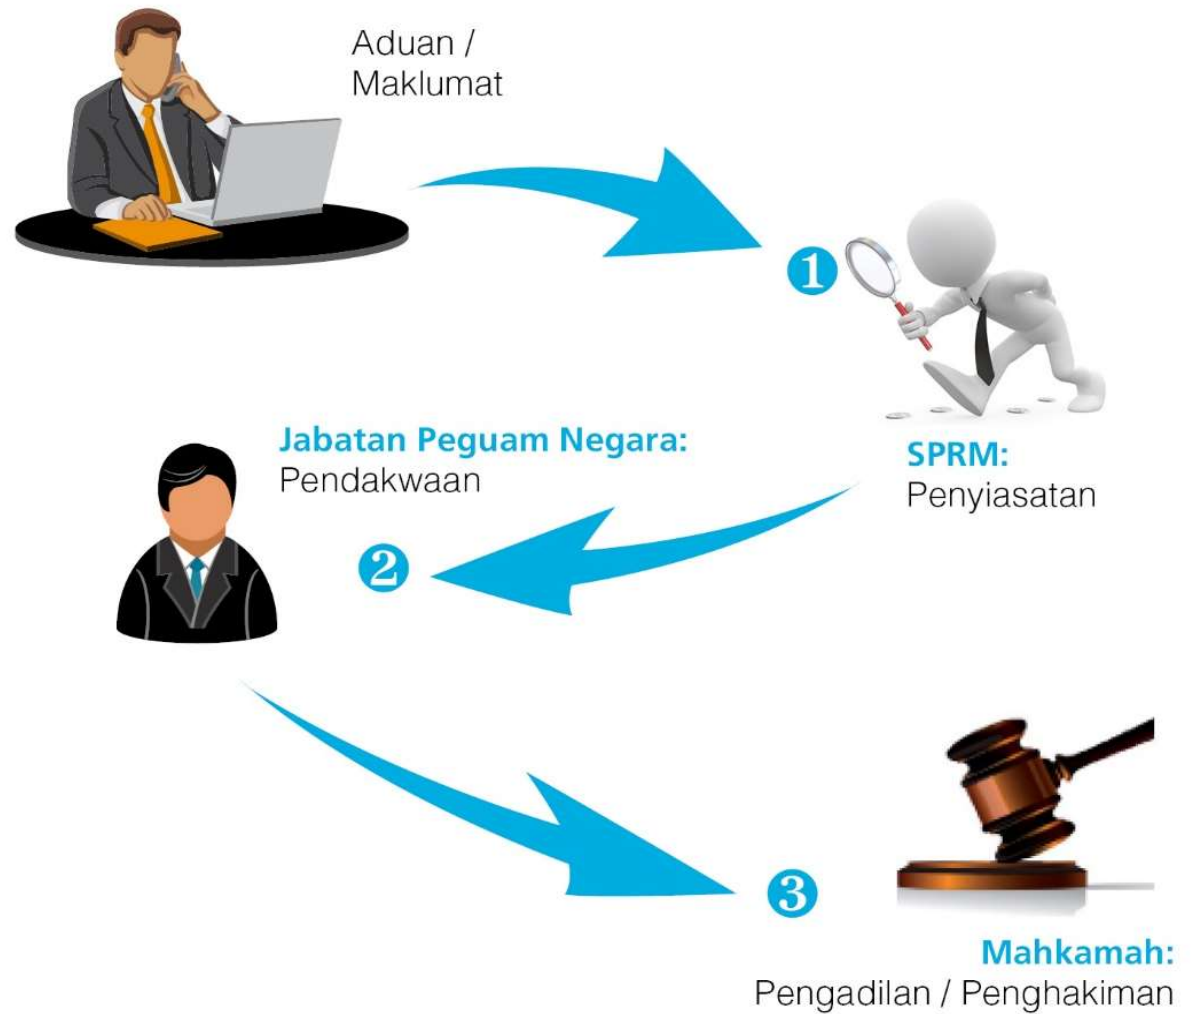 Aduan /
Maklumat
1
SPRM:
Penyiasatan
Jabatan Peguam Negara:
Pendakwaan
2
3
Mahkamah:
Pengadilan / Penghakiman